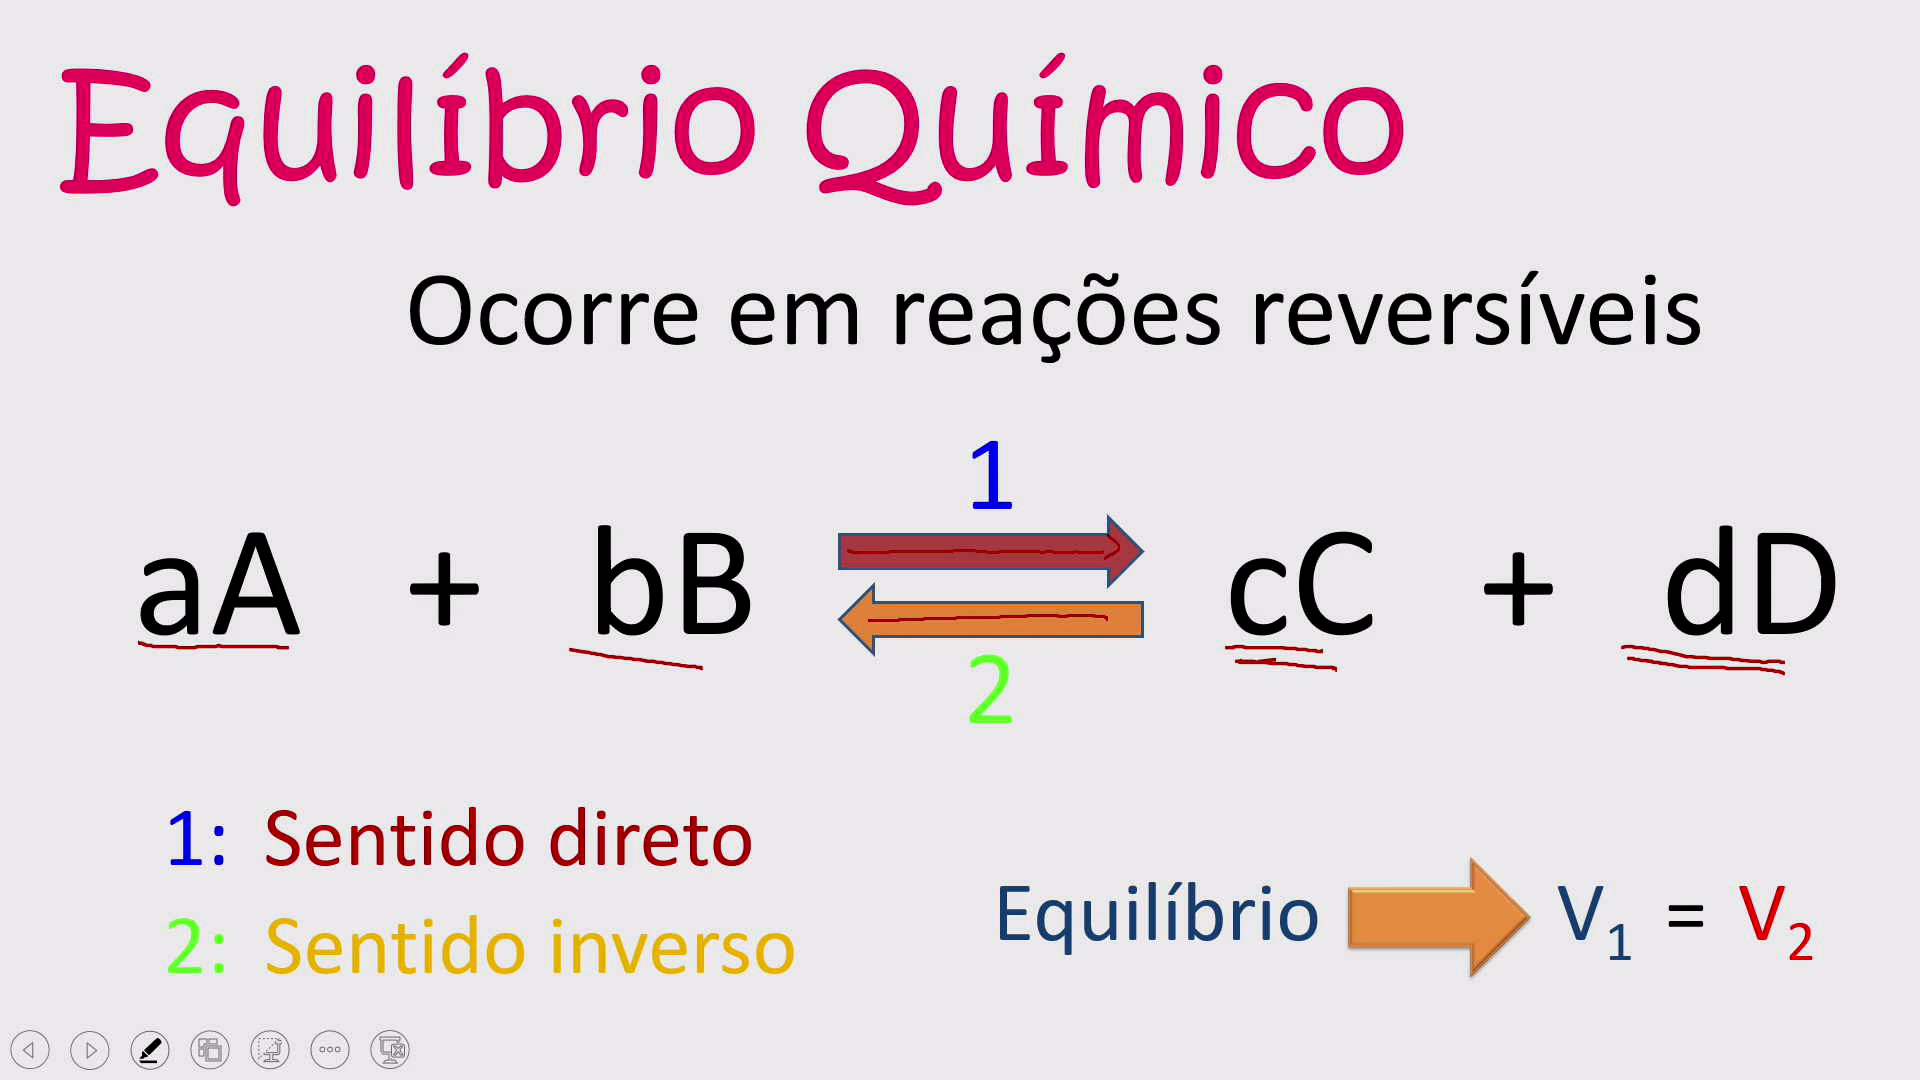 Equilíbrio Químico
Ocorre em reações reversíveis
1
aA + bB cC + dD
2
1: Sentido direto
2: Sentido inverso
Equilíbrio V₁ = V₂